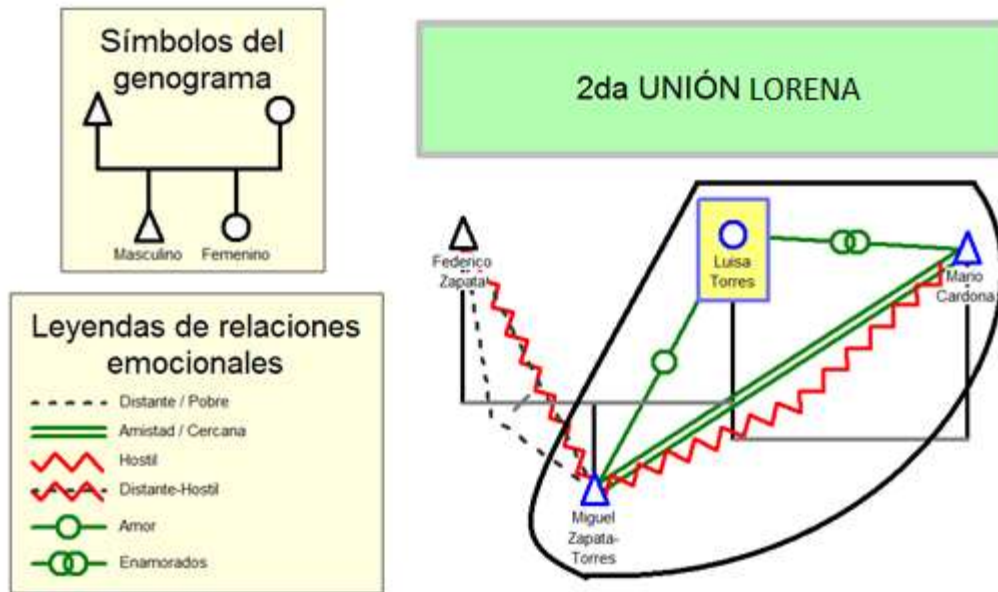 Símbolos del
genograma
Masculino
Femenino
2da UNIÓN LORENA
Federico
Zapata
Luisa
Torres
Mario
Cardona
Miguel
Zapata-
Torres
Leyendas de relaciones
emocionales
Distante / Pobre
Amistad / Cercana
Hostil
Distante-Hostil
Amor
Enamorados